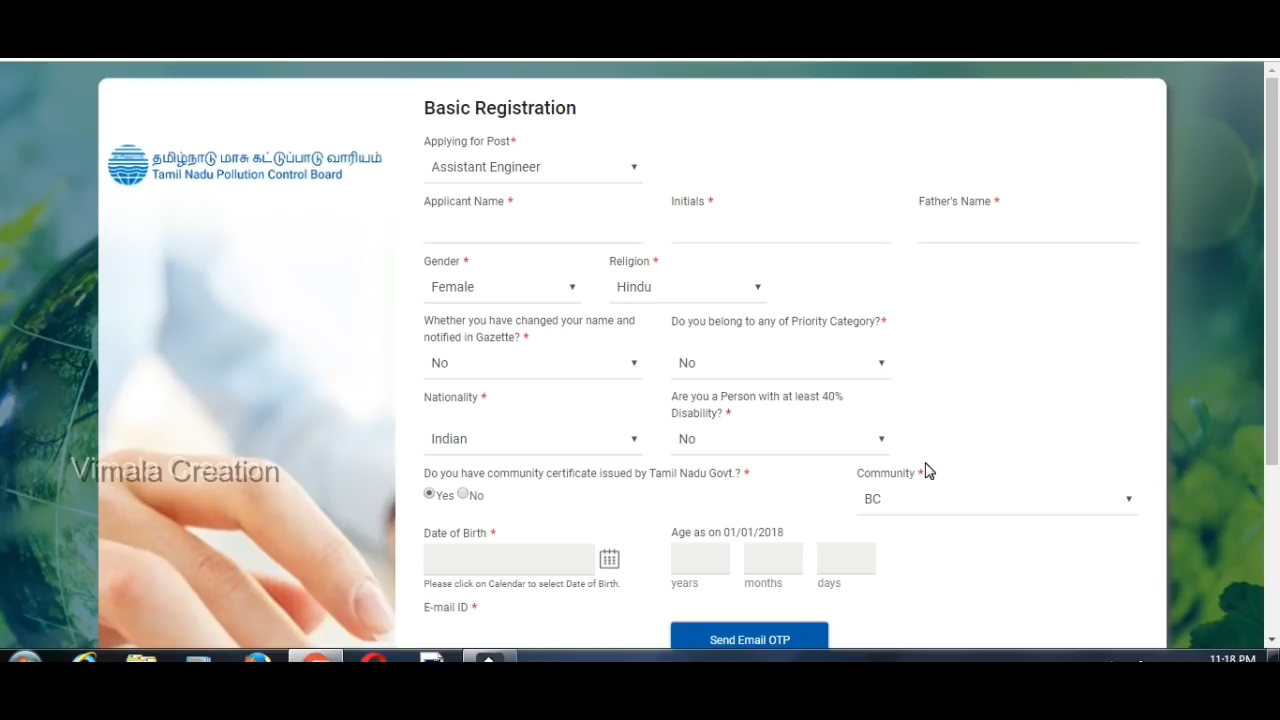 Basic Registration
Applying for Post*
தமிழ்நாடு மாசு கட்டுப்பாடு வாரியம்
Tamil Nadu Pollution Control Board
Assistant Engineer
Applicant Name * Initials * Father's Name *
Gender * Religion *
Female Hindu
Whether you have changed your name and
notified in Gazette? *
Do you belong to any of Priority Category?*
No No
Nationality *
Are you a Person with at least 40%
Disability? *
Indian No
Vimala Creation
Do you have community certificate issued by Tamil Nadu Govt.? * Community *
Yes No BC
Date of Birth * Age as on 01/01/2018
Please click on Calendar to select Date of Birth. years months days
E-mail ID *
Send Email OTP
11:18 PM